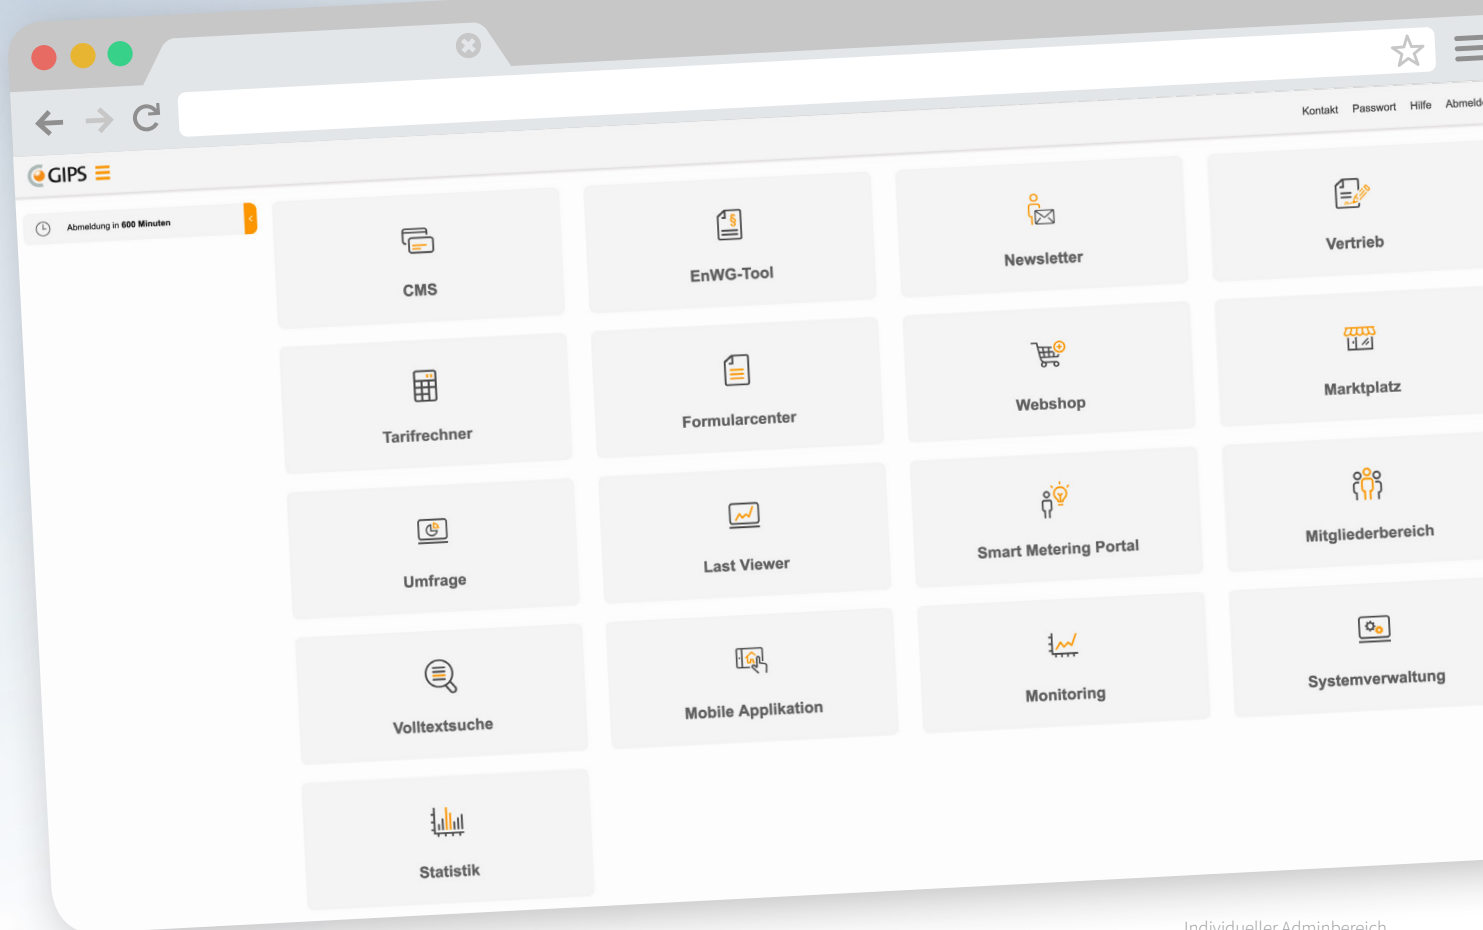 Kontakt Passwort Hilfe
GIPS
Abmeldung in 600 Minuten
CMS
EnWG-Tool
Newsletter
Vertrieb
Tarifrechner
Formularcenter
Webshop
Marktplatz
Umfrage
Last Viewer
Smart Metering Portal
Mitgliederbereich
Volltextsuche
Mobile Applikation
Monitoring
Systemverwaltung
Statistik
Individueller Adminbereich